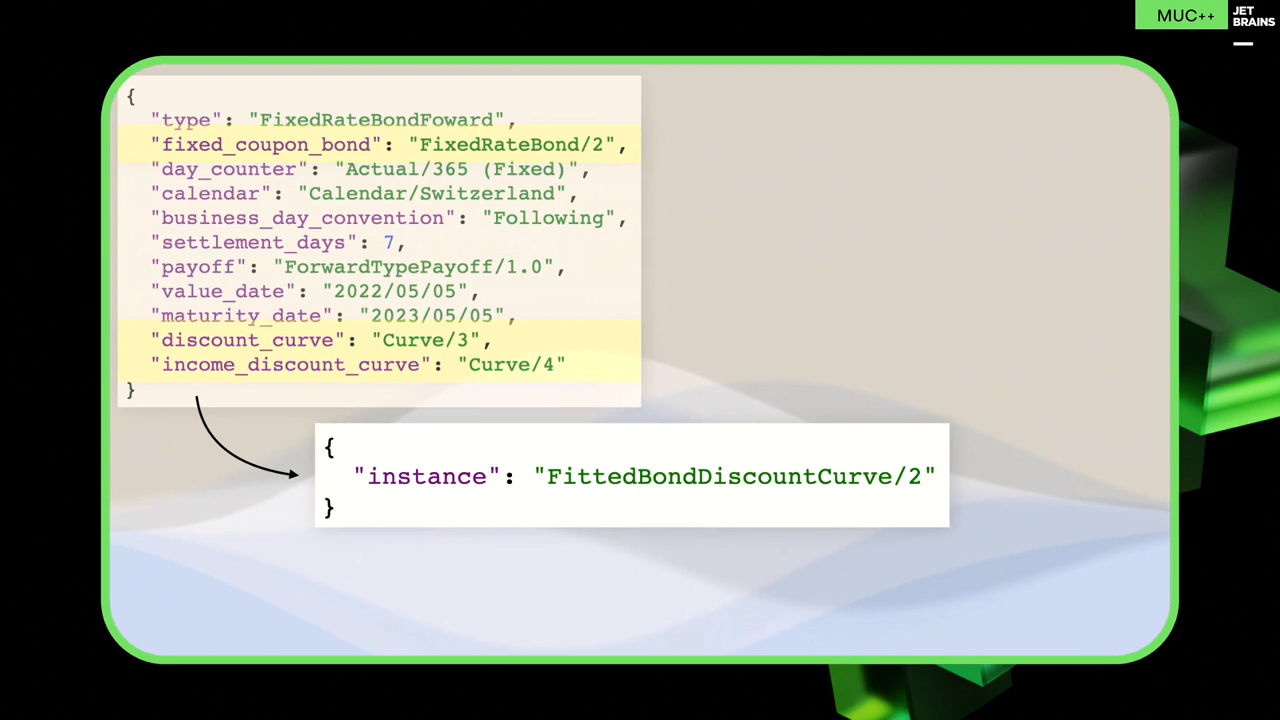 MUC++
JET
BRAINS
{
"type": "FixedRateBondFoward",
"fixed_coupon_bond": "FixedRateBond/2",
"day_counter": "Actual/365 (Fixed)",
"calendar": "Calendar/Switzerland",
"business_day_convention": "Following",
"settlement_days": 7,
"payoff": "ForwardTypePayoff/1.0",
"value_date": "2022/05/05",
"maturity_date": "2023/05/05",
"discount_curve": "Curve/3",
"income_discount_curve": "Curve/4"
}
{
"instance": "FittedBondDiscountCurve/2"
}